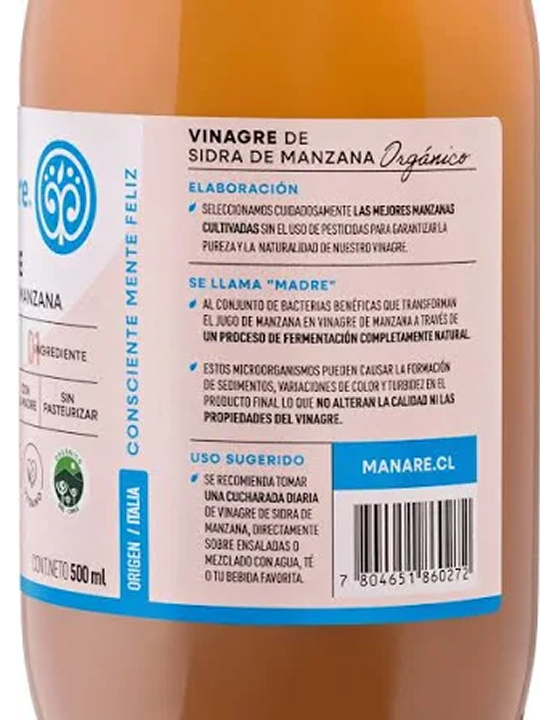 re.
E
MANZANA
01 INGREDIENTE
CON
MADRE
SIN
PASTEURIZAR
CONT.NETO 500 ml
CONSCIENTE MENTE FELIZ
ORIGEN / ITALIA
VINAGRE DE
SIDRA DE MANZANA Orgánico
ELABORACIÓN
SELECCIONAMOS CUIDADOSAMENTE LAS MEJORES MANZANAS
CULTIVADAS SIN EL USO DE PESTICIDAS PARA GARANTIZAR LA
PUREZA Y LA NATURALIDAD DE NUESTRO VINAGRE.
SE LLAMA "MADRE"
AL CONJUNTO DE BACTERIAS BENÉFICAS QUE TRANSFORMAN
EL JUGO DE MANZANA EN VINAGRE DE MANZANA A TRAVÉS DE
UN PROCESO DE FERMENTACIÓN COMPLETAMENTE NATURAL.
ESTOS MICROORGANISMOS PUEDEN CAUSAR LA FORMACIÓN
DE SEDIMENTOS, VARIACIONES DE COLOR Y TURBIDEZ EN EL
PRODUCTO FINAL LO QUE NO ALTERAN LA CALIDAD NI LAS
PROPIEDADES DEL VINAGRE.
USO SUGERIDO
SE RECOMIENDA TOMAR
UNA CUCHARADA DIARIA
DE VINAGRE DE SIDRA DE
MANZANA, DIRECTAMENTE
SOBRE ENSALADAS O
MEZCLADO CON AGUA, TÉ
O TU BEBIDA FAVORITA.
MANARE.CL
7 804651 860272